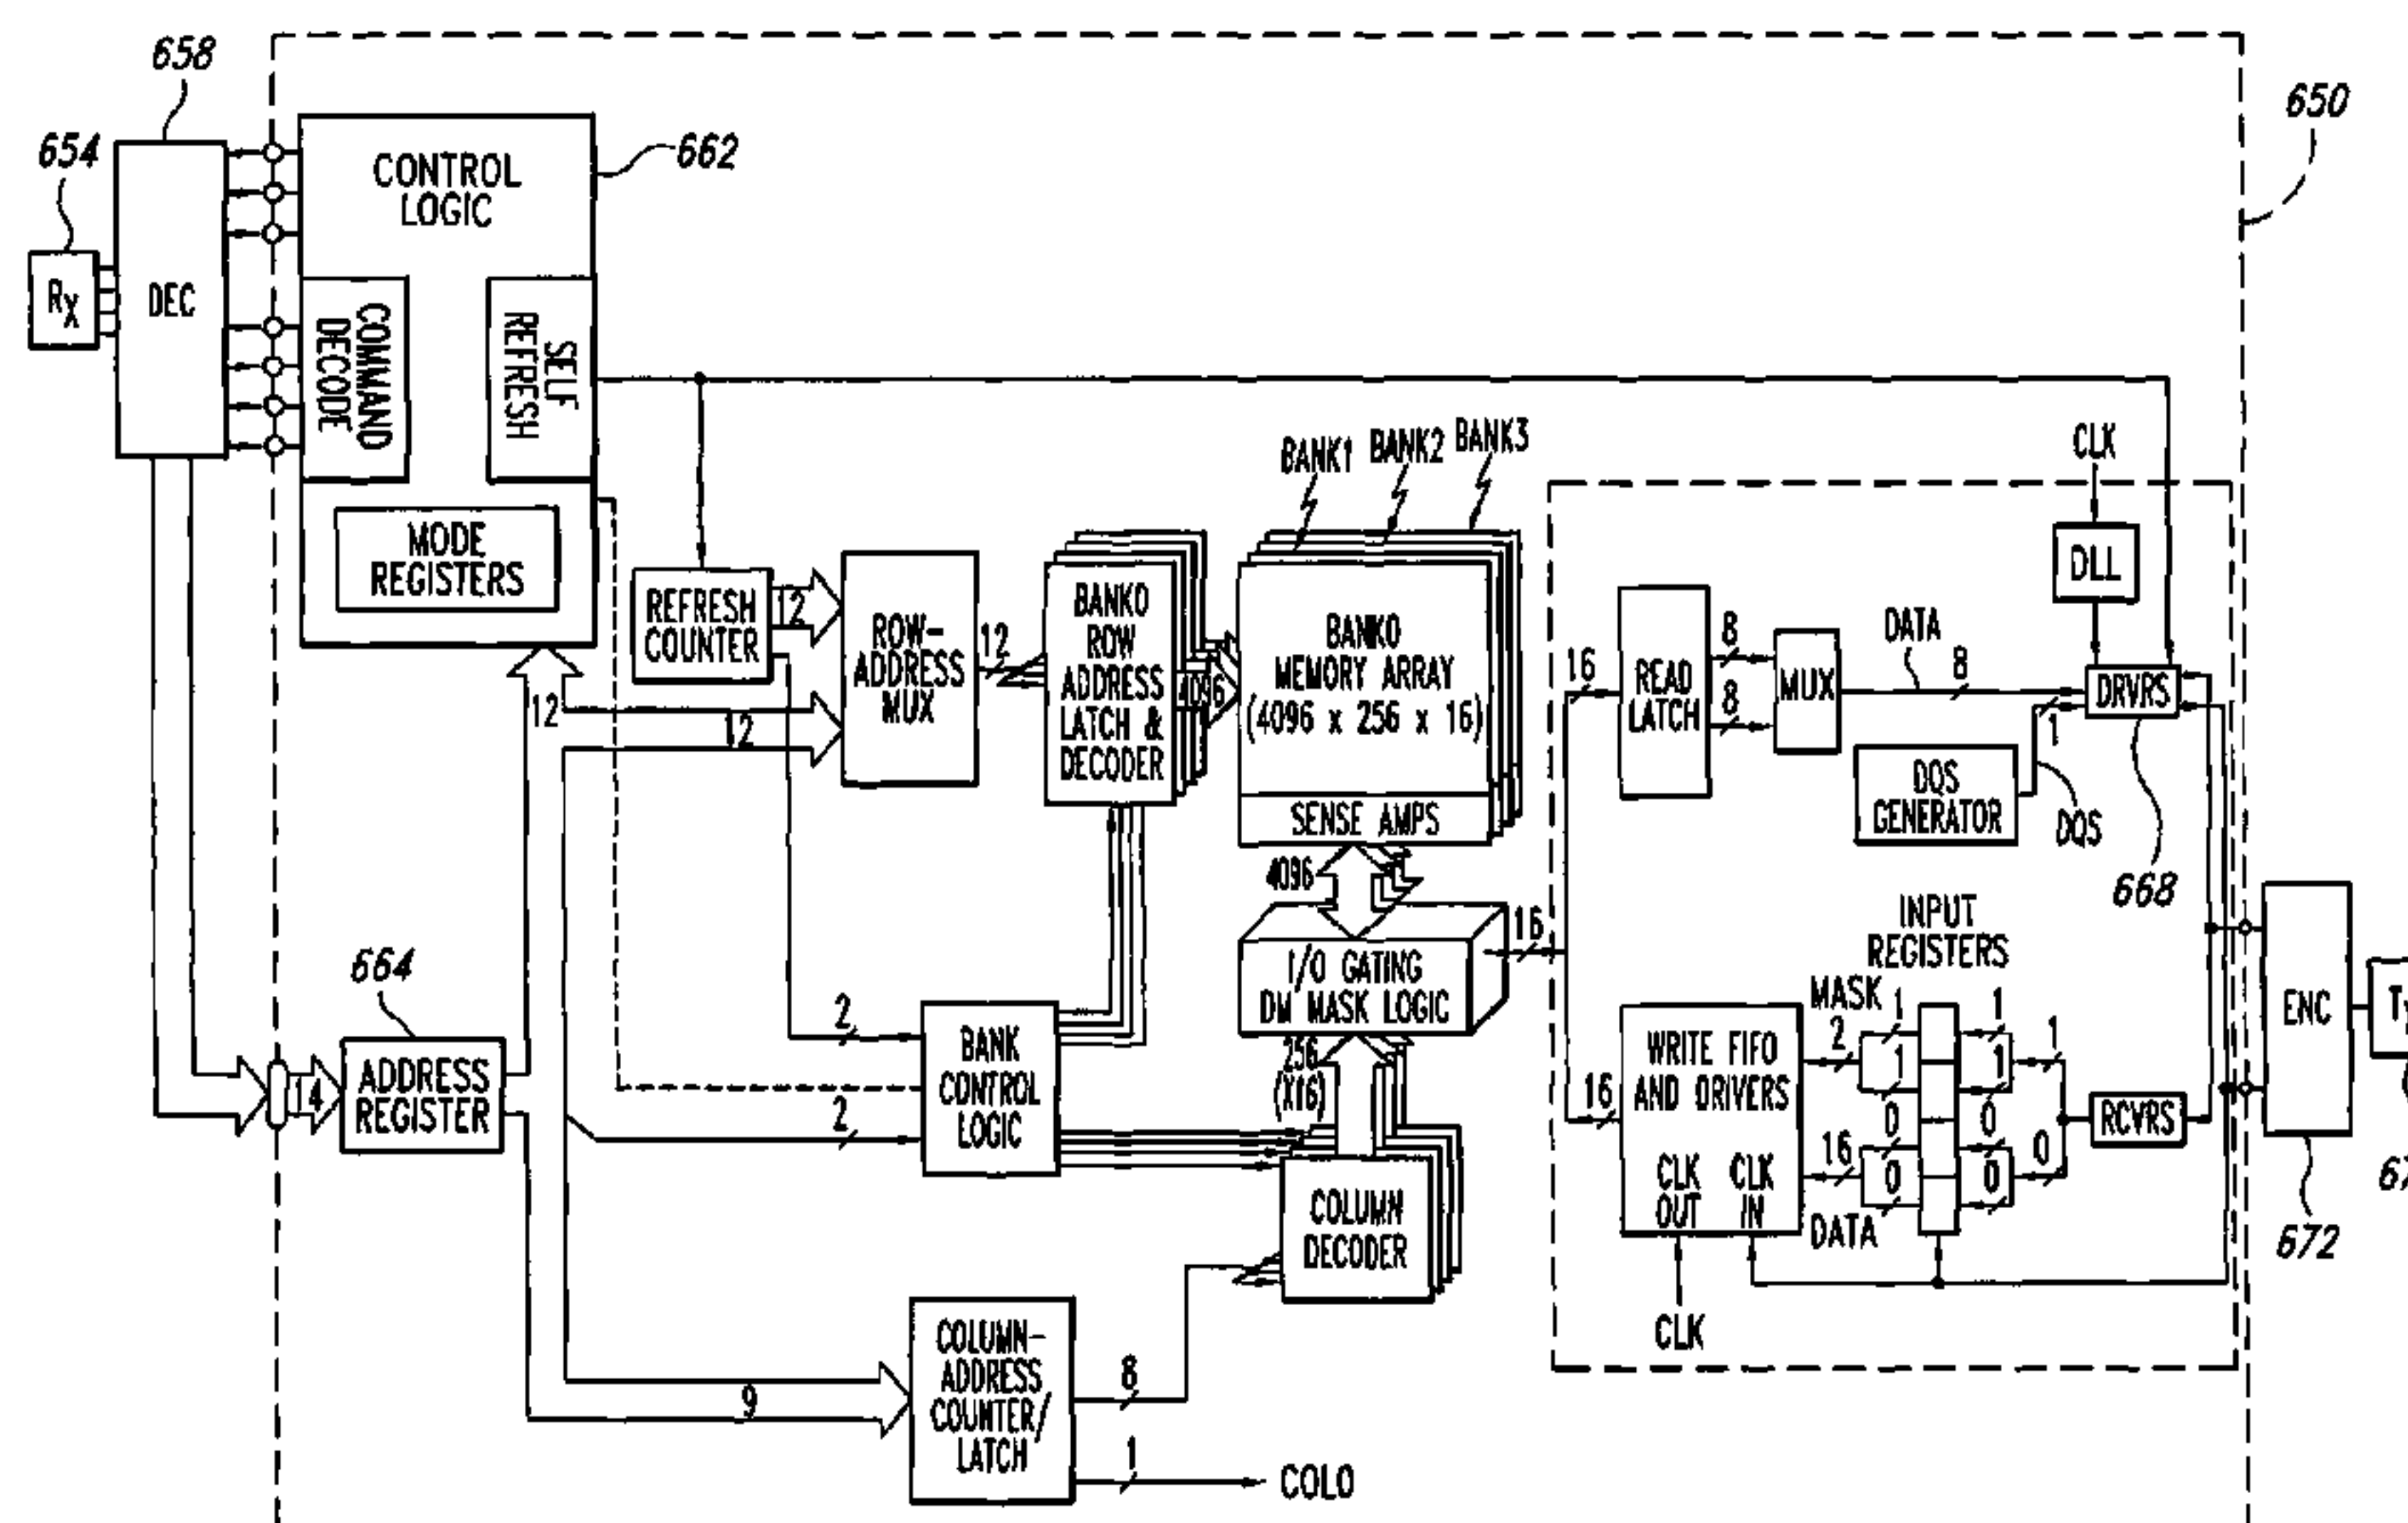 658
654
RX
DEC
CONTROL
LOGIC
662
COMMAND
DECODE
SELF
REFRESH
MODE
REGISTERS
650
REFRESH
COUNTER
12
12
12
ROW-
ADDRESS
MUX
12
BANK0
ROW
ADDRESS
LATCH &
DECODER
4096
BANK1
BANK2
BANK3
BANK0
MEMORY ARRAY
(4096 x 256 x 16)
SENSE AMPS
4096
I/O GATING
DM MASK LOGIC
16
256
(X16)
664
14
ADDRESS
REGISTER
2
2
BANK
CONTROL
LOGIC
COLUMN
DECODER
9
COLUMN-
ADDRESS
COUNTER/
LATCH
8
1
COL0
16
READ
LATCH
8
8
MUX
DATA
8
CLK
DLL
DRVRS
1
DQS
GENERATOR
DQS
668
INPUT
REGISTERS
16
WRITE FIFO
AND DRIVERS
CLK
OUT
CLK
IN
CLK
MASK
2
1
1
1
1
1
0
0
16
0
0
0
DATA
RCVRS
ENC
672